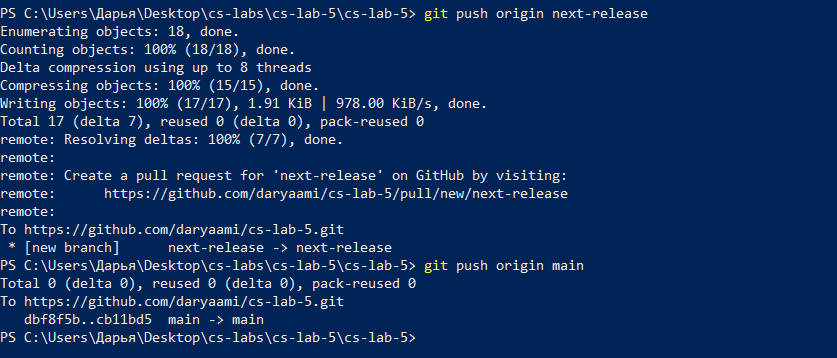 PS C:\Users\Дарья\Desktop\cs-labs\cs-lab-5\cs-lab-5> git push origin next-release
Enumerating objects: 18, done.
Counting objects: 100% (18/18), done.
Delta compression using up to 8 threads
Compressing objects: 100% (15/15), done.
Writing objects: 100% (17/17), 1.91 KiB | 978.00 KiB/s, done.
Total 17 (delta 7), reused 0 (delta 0), pack-reused 0
remote: Resolving deltas: 100% (7/7), done.
remote:
remote: Create a pull request for 'next-release' on GitHub by visiting:
remote:      https://github.com/daryaami/cs-lab-5/pull/new/next-release
remote:
To https://github.com/daryaami/cs-lab-5.git
 * [new branch]      next-release -> next-release
PS C:\Users\Дарья\Desktop\cs-labs\cs-lab-5\cs-lab-5> git push origin main
Total 0 (delta 0), reused 0 (delta 0), pack-reused 0
To https://github.com/daryaami/cs-lab-5.git
   dbf8f5b..cb11bd5  main -> main
PS C:\Users\Дарья\Desktop\cs-labs\cs-lab-5\cs-lab-5>